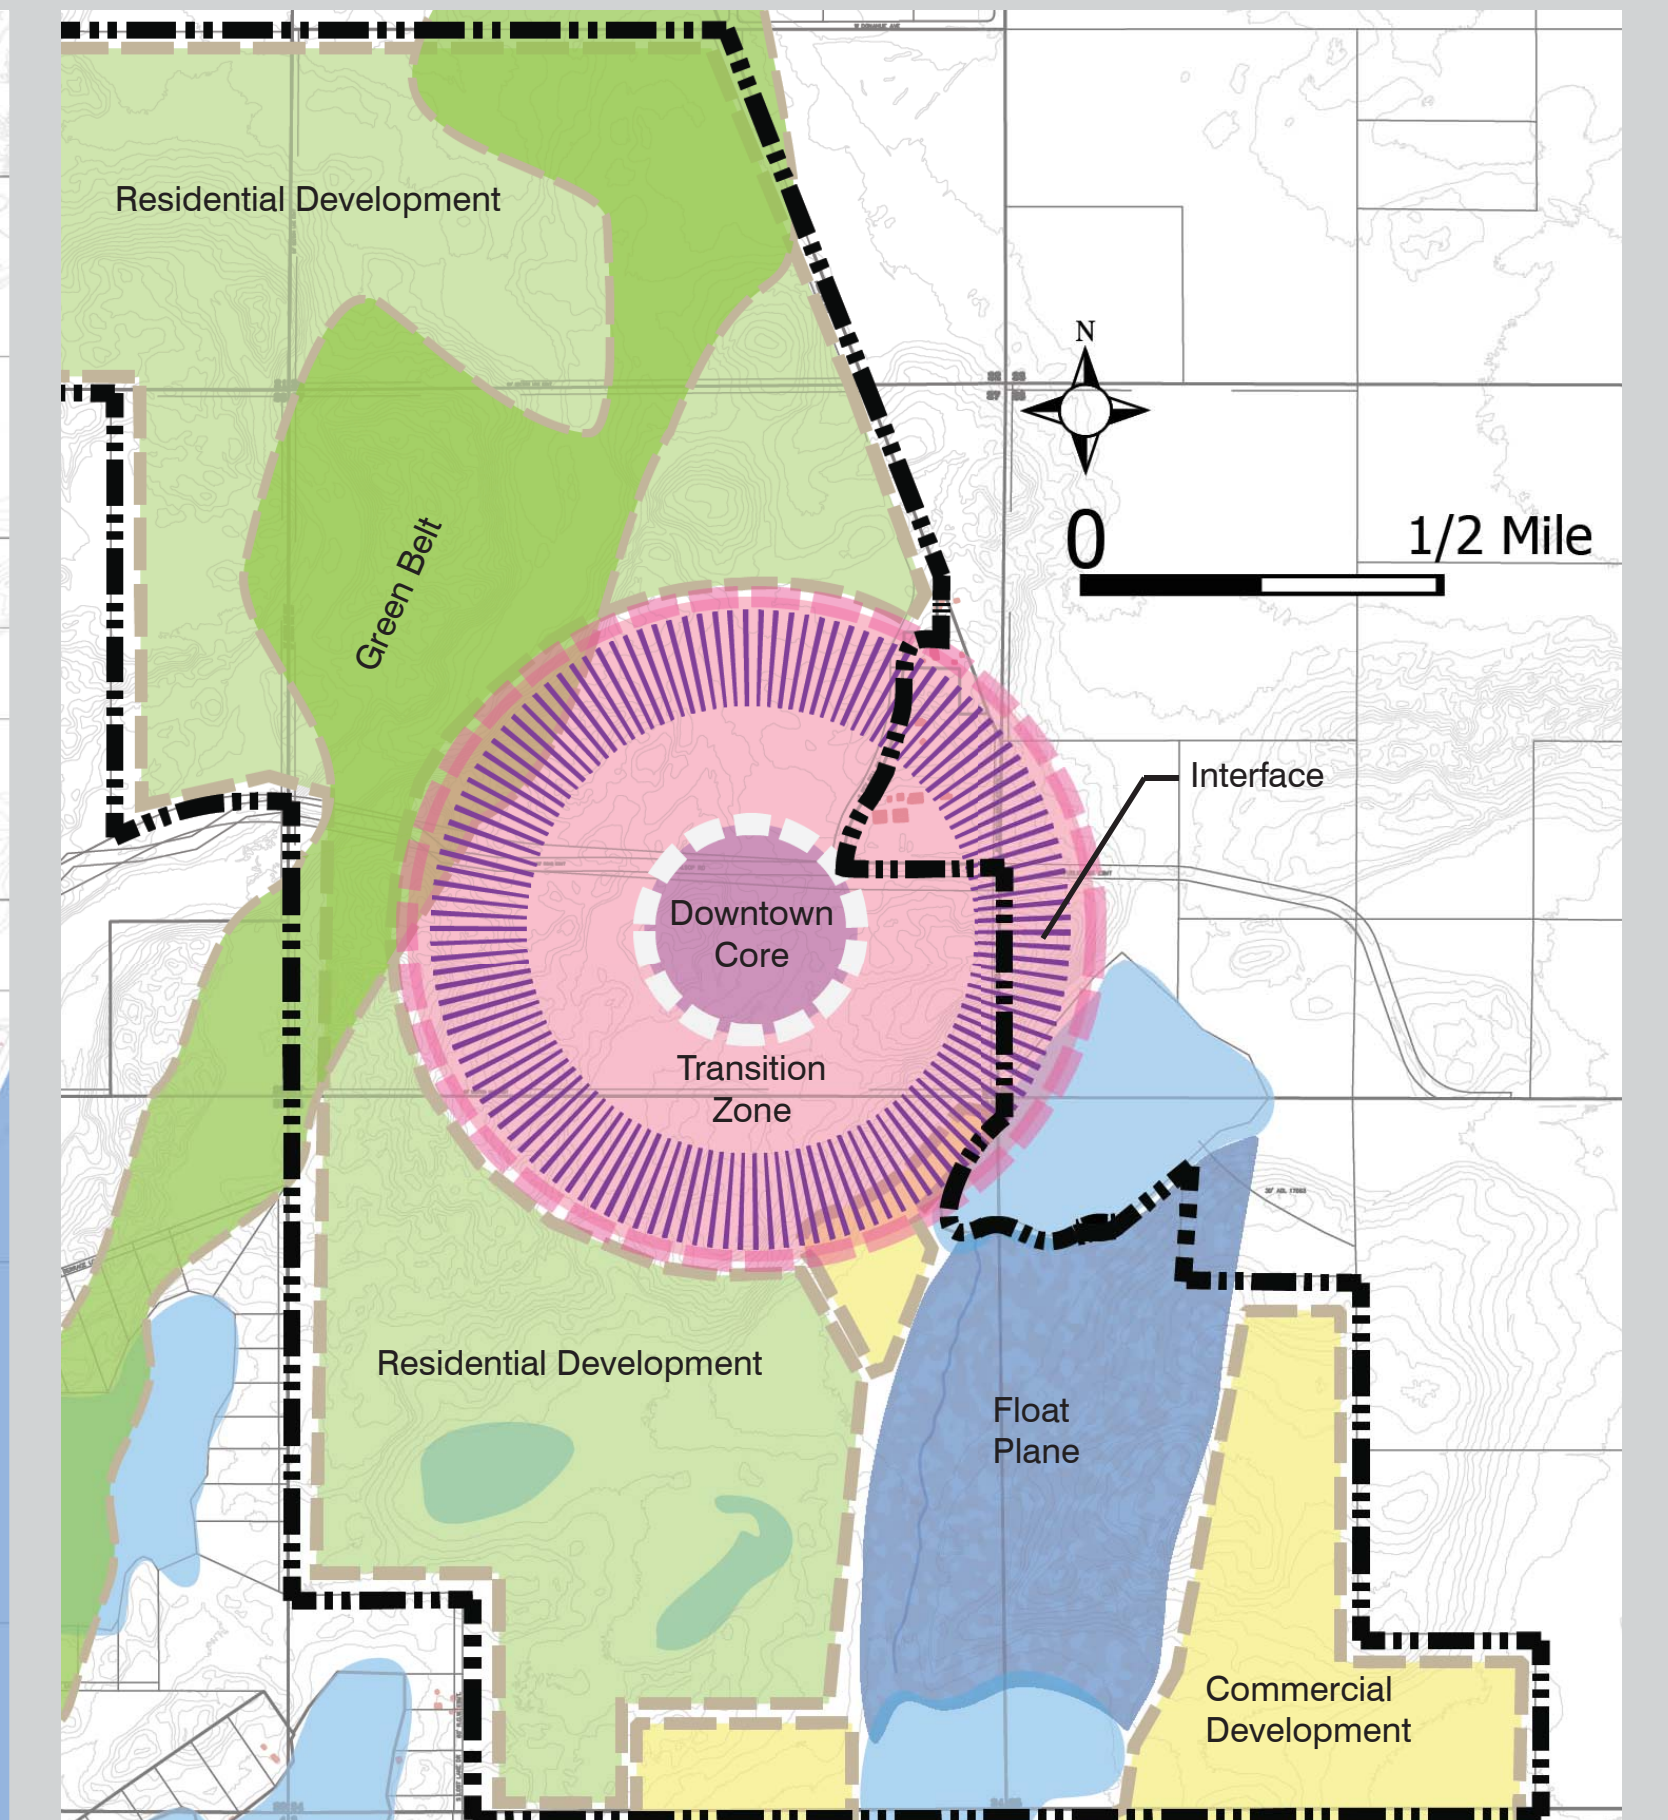 Residential Development
N
0
1/2 Mile
Green Belt
Interface
Downtown
Core
Transition
Zone
Residential Development
Float
Plane
Commercial
Development